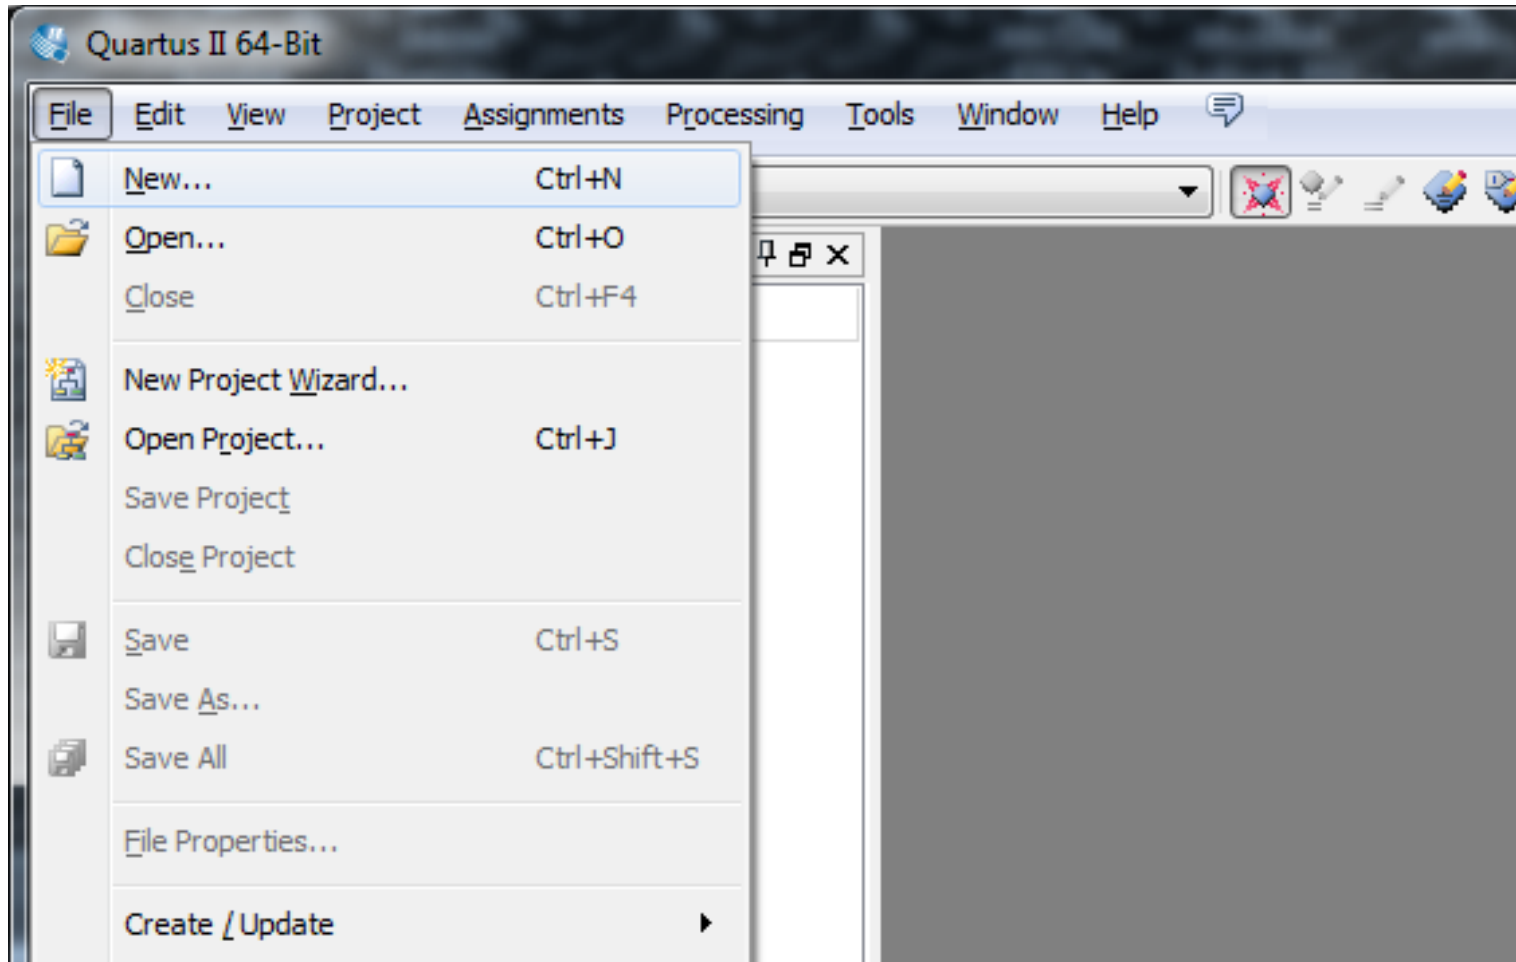 Quartus II 64-Bit
File Edit View Project Assignments Processing Tools Window Help
New... Ctrl+N
Open... Ctrl+O
Close Ctrl+F4
New Project Wizard...
Open Project... Ctrl+J
Save Project
Close Project
Save Ctrl+S
Save As...
Save All Ctrl+Shift+S
File Properties...
Create / Update